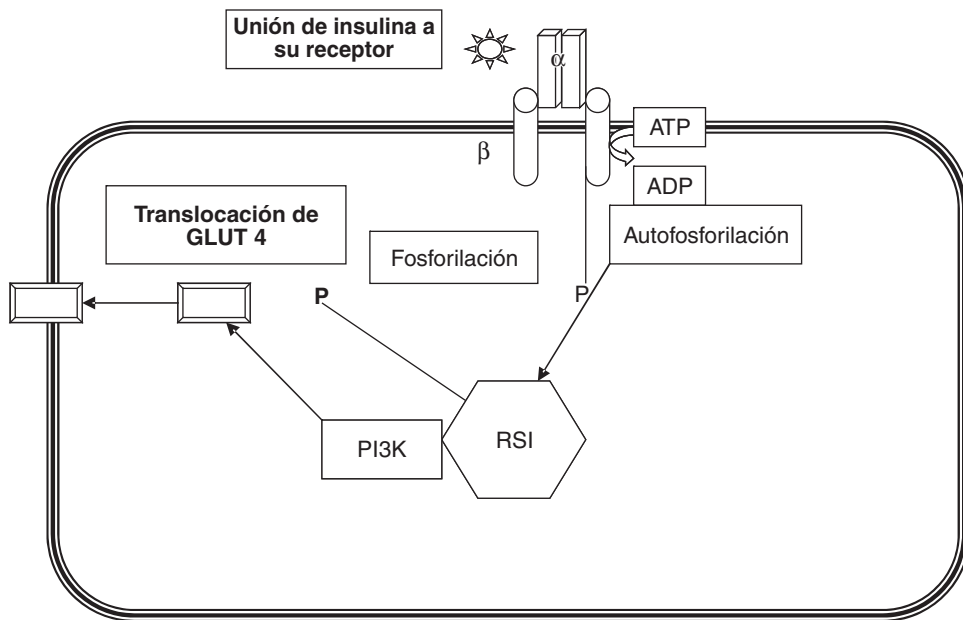 Unión de insulina a
su receptor
α
β
ATP
ADP
Autofosforilación
Translocación de
GLUT 4
Fosforilación
P
P
RSI
PI3K